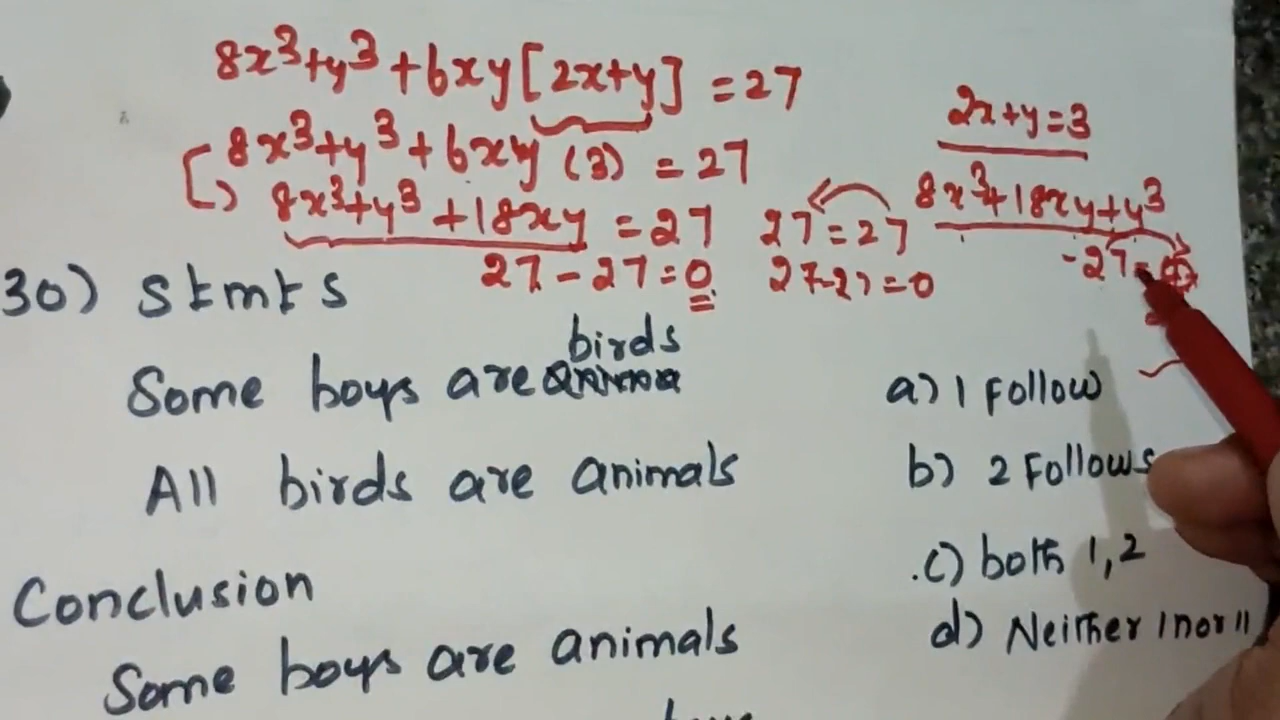 8x³+y³+6xy[2x+y] = 27
8x³+y³+6xy (3) = 27
8x³+y³+18xy = 27
27-27=0
27=27
27-27=0
2x+y=3
8x³+18xy+y³
-27=
30) Stmts
birds
Some boys are
All birds are animals
Conclusion
Some boys are animals
a) 1 Follow
b) 2 Follows
.c) both 1,2
d) Neither 1 nor 11